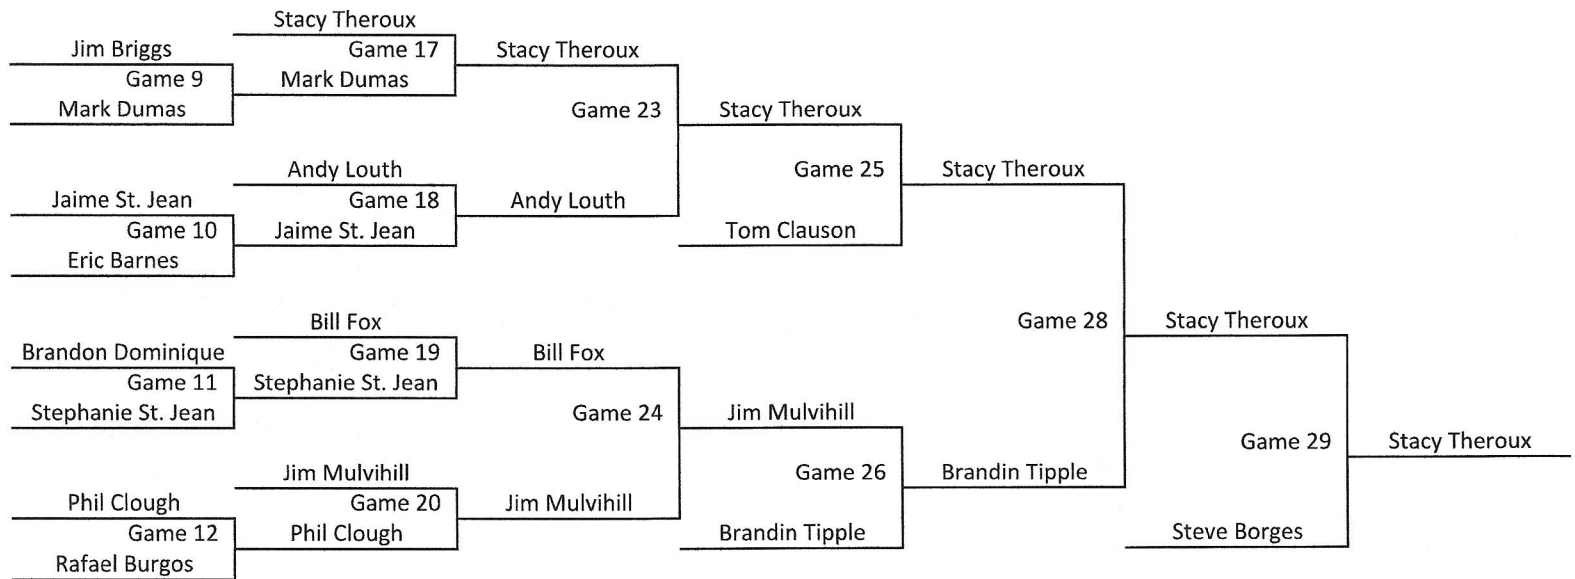 Stacy Theroux
Jim Briggs
Game 17
Stacy Theroux
Game 9
Mark Dumas
Mark Dumas
Game 23
Stacy Theroux
Andy Louth
Game 25
Stacy Theroux
Jaime St. Jean
Game 18
Andy Louth
Game 10
Jaime St. Jean
Tom Clauson
Eric Barnes
Bill Fox
Game 28
Stacy Theroux
Brandon Dominique
Game 19
Bill Fox
Game 11
Stephanie St. Jean
Stephanie St. Jean
Game 24
Jim Mulvihill
Game 29
Stacy Theroux
Jim Mulvihill
Game 26
Brandin Tipple
Phil Clough
Game 20
Jim Mulvihill
Game 12
Phil Clough
Brandin Tipple
Steve Borges
Rafael Burgos